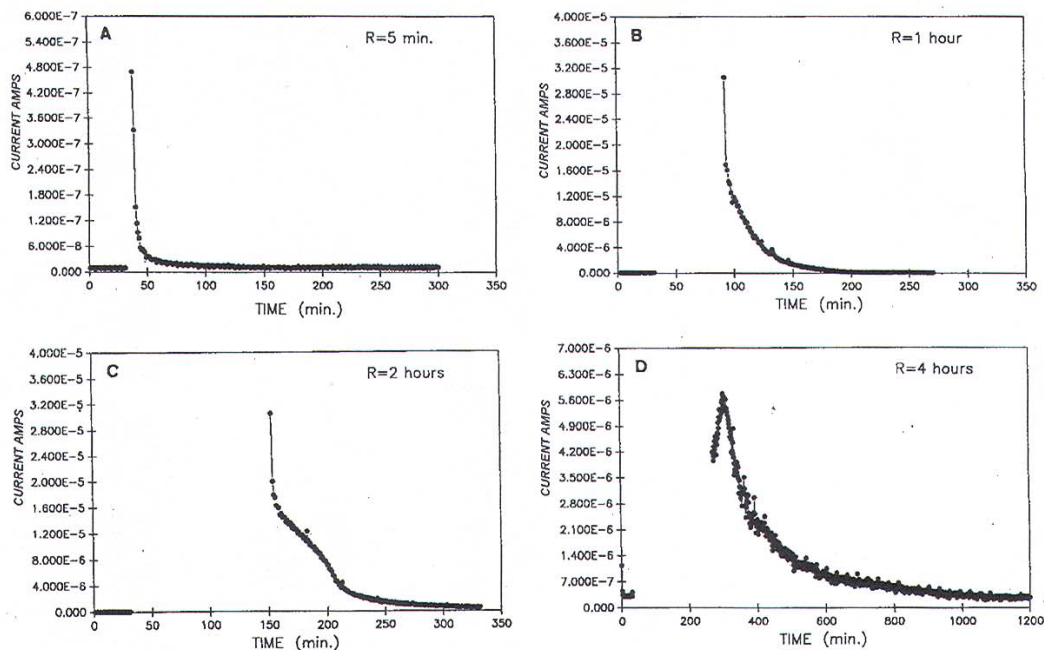 A
R=5 min.
CURRENT AMPS
6.000E-7
5.400E-7
4.800E-7
4.200E-7
3.600E-7
3.000E-7
2.400E-7
1.800E-7
1.200E-7
6.000E-8
0.000
0 50 100 150 200 250 300 350
TIME (min.)
B
R=1 hour
CURRENT AMPS
4.000E-5
3.600E-5
3.200E-5
2.800E-5
2.400E-5
2.000E-5
1.600E-5
1.200E-5
8.000E-6
4.000E-6
0.000
0 50 100 150 200 250 300 350
TIME (min.)
C
R=2 hours
CURRENT AMPS
4.000E-5
3.600E-5
3.200E-5
2.800E-5
2.400E-5
2.000E-5
1.600E-5
1.200E-5
8.000E-6
4.000E-6
0.000
0 50 100 150 200 250 300 350
TIME (min.)
D
R=4 hours
CURRENT AMPS
7.000E-6
6.300E-6
5.600E-6
4.900E-6
4.200E-6
3.500E-6
2.800E-6
2.100E-6
1.400E-6
7.000E-7
0.000
0 200 400 600 800 1000 1200
TIME (min.)